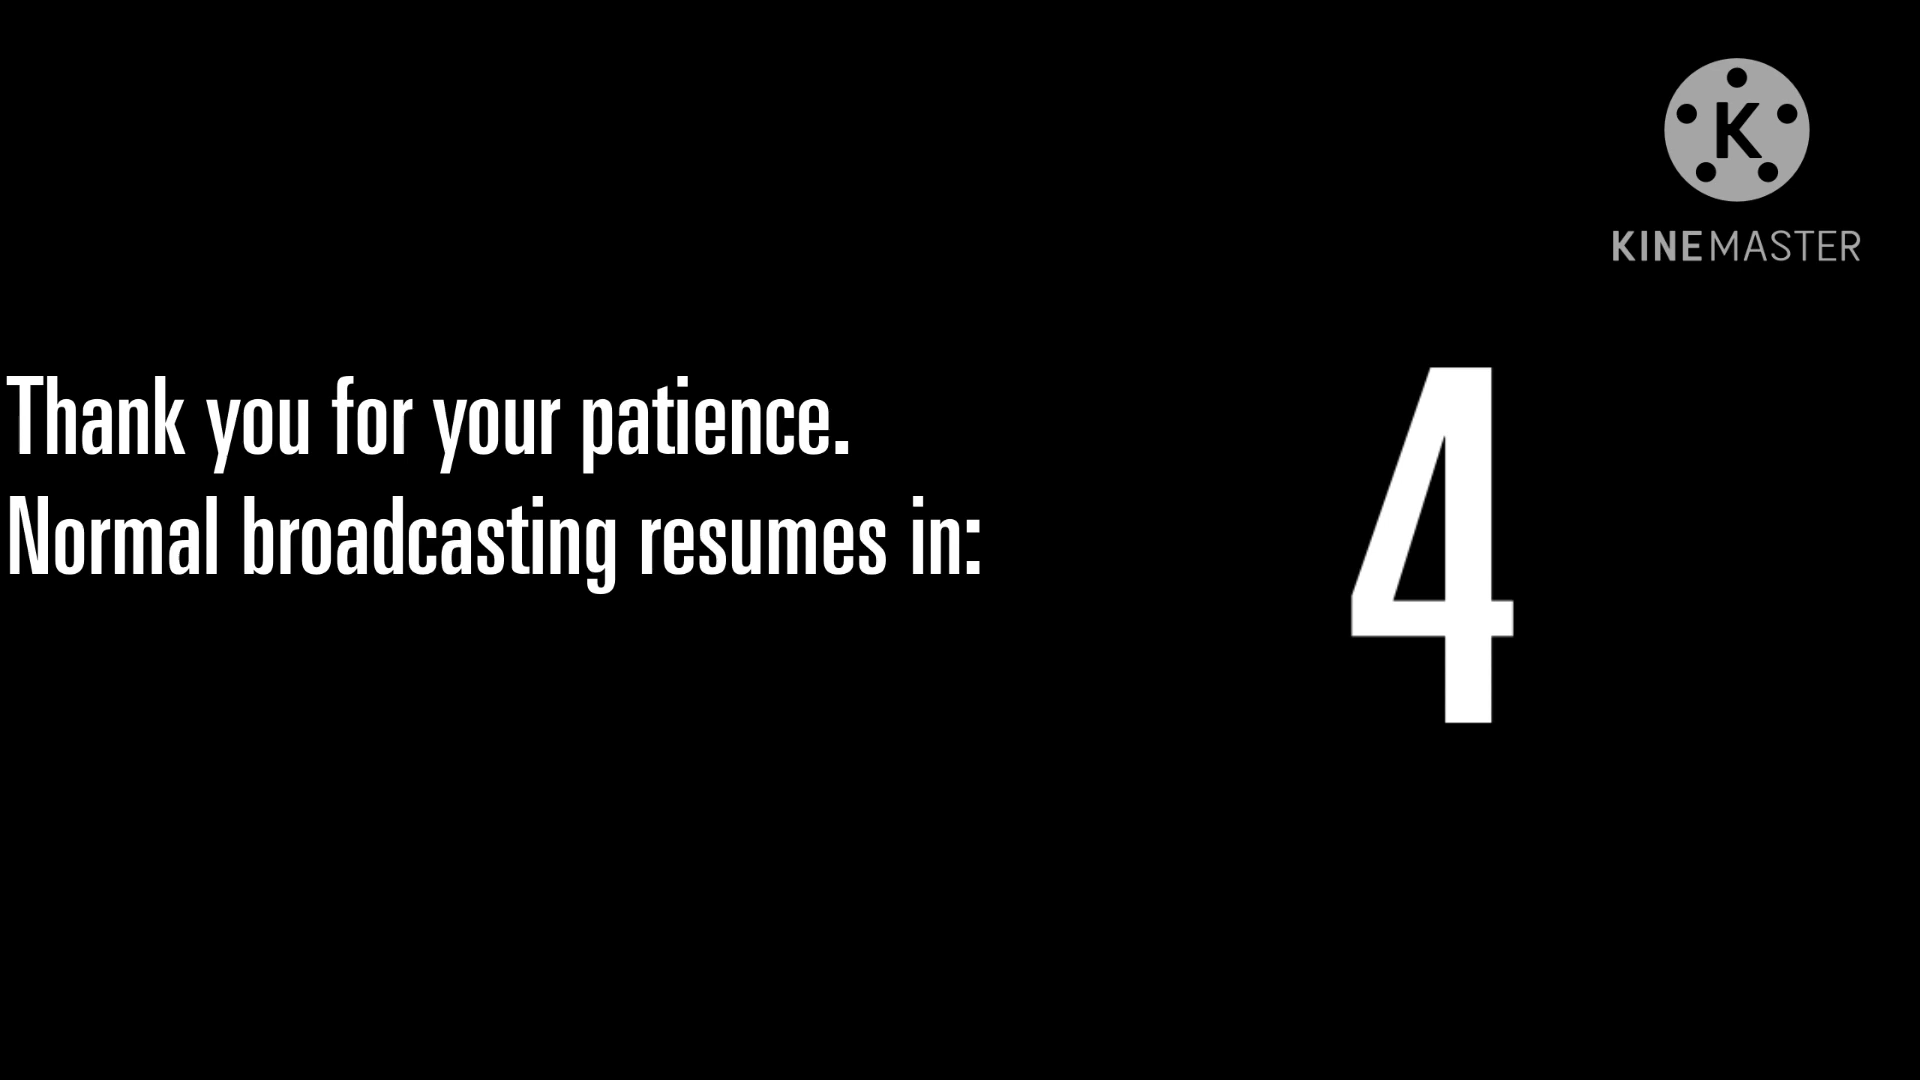 K
KINEMASTER
Thank you for your patience.
Normal broadcasting resumes in:
4